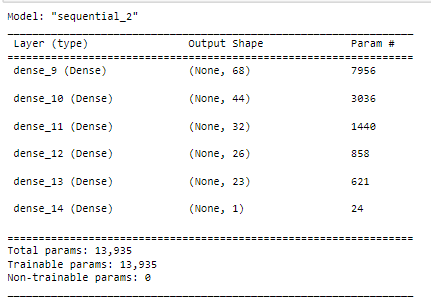 Model: "sequential_2"
Layer (type) Output Shape Param #
dense_9 (Dense) (None, 68) 7956
dense_10 (Dense) (None, 44) 3036
dense_11 (Dense) (None, 32) 1440
dense_12 (Dense) (None, 26) 858
dense_13 (Dense) (None, 23) 621
dense_14 (Dense) (None, 1) 24
Total params: 13,935
Trainable params: 13,935
Non-trainable params: 0